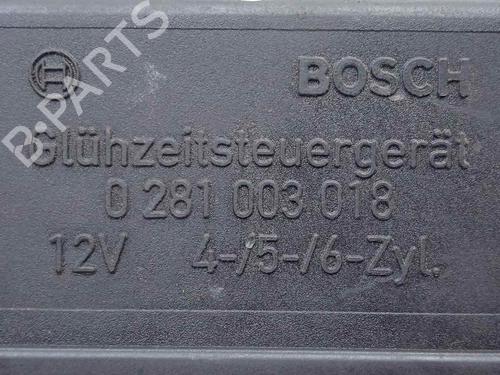 B-PARTS
BOSCH
Glühzeitsteuergerät
0 281 003 018
12V 4-/5-/6-Zyl.